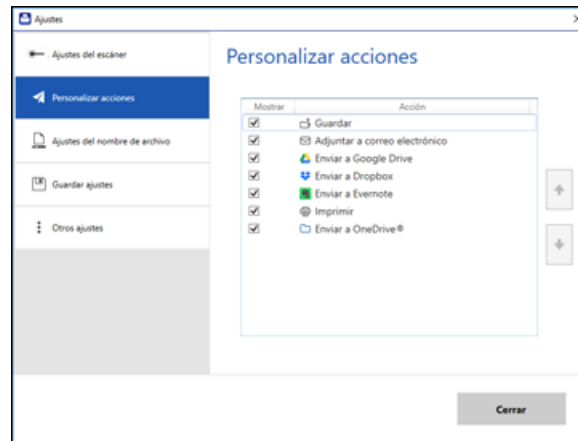 Ajustes
Ajustes del escáner
Personalizar acciones
Ajustes del nombre de archivo
Guardar ajustes
Otros ajustes
Personalizar acciones
Mostrar Acción
Guardar
Adjuntar a correo electrónico
Enviar a Google Drive
Enviar a Dropbox
Enviar a Evernote
Imprimir
Enviar a OneDrive®
Cerrar